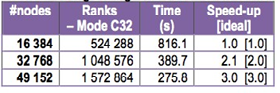 #nodes Ranks – Mode C32 Time (s) Speed-up [ideal]
16 384 524 288 816.1 1.0 [1.0]
32 768 1 048 576 389.7 2.1 [2.0]
49 152 1 572 864 275.8 3.0 [3.0]